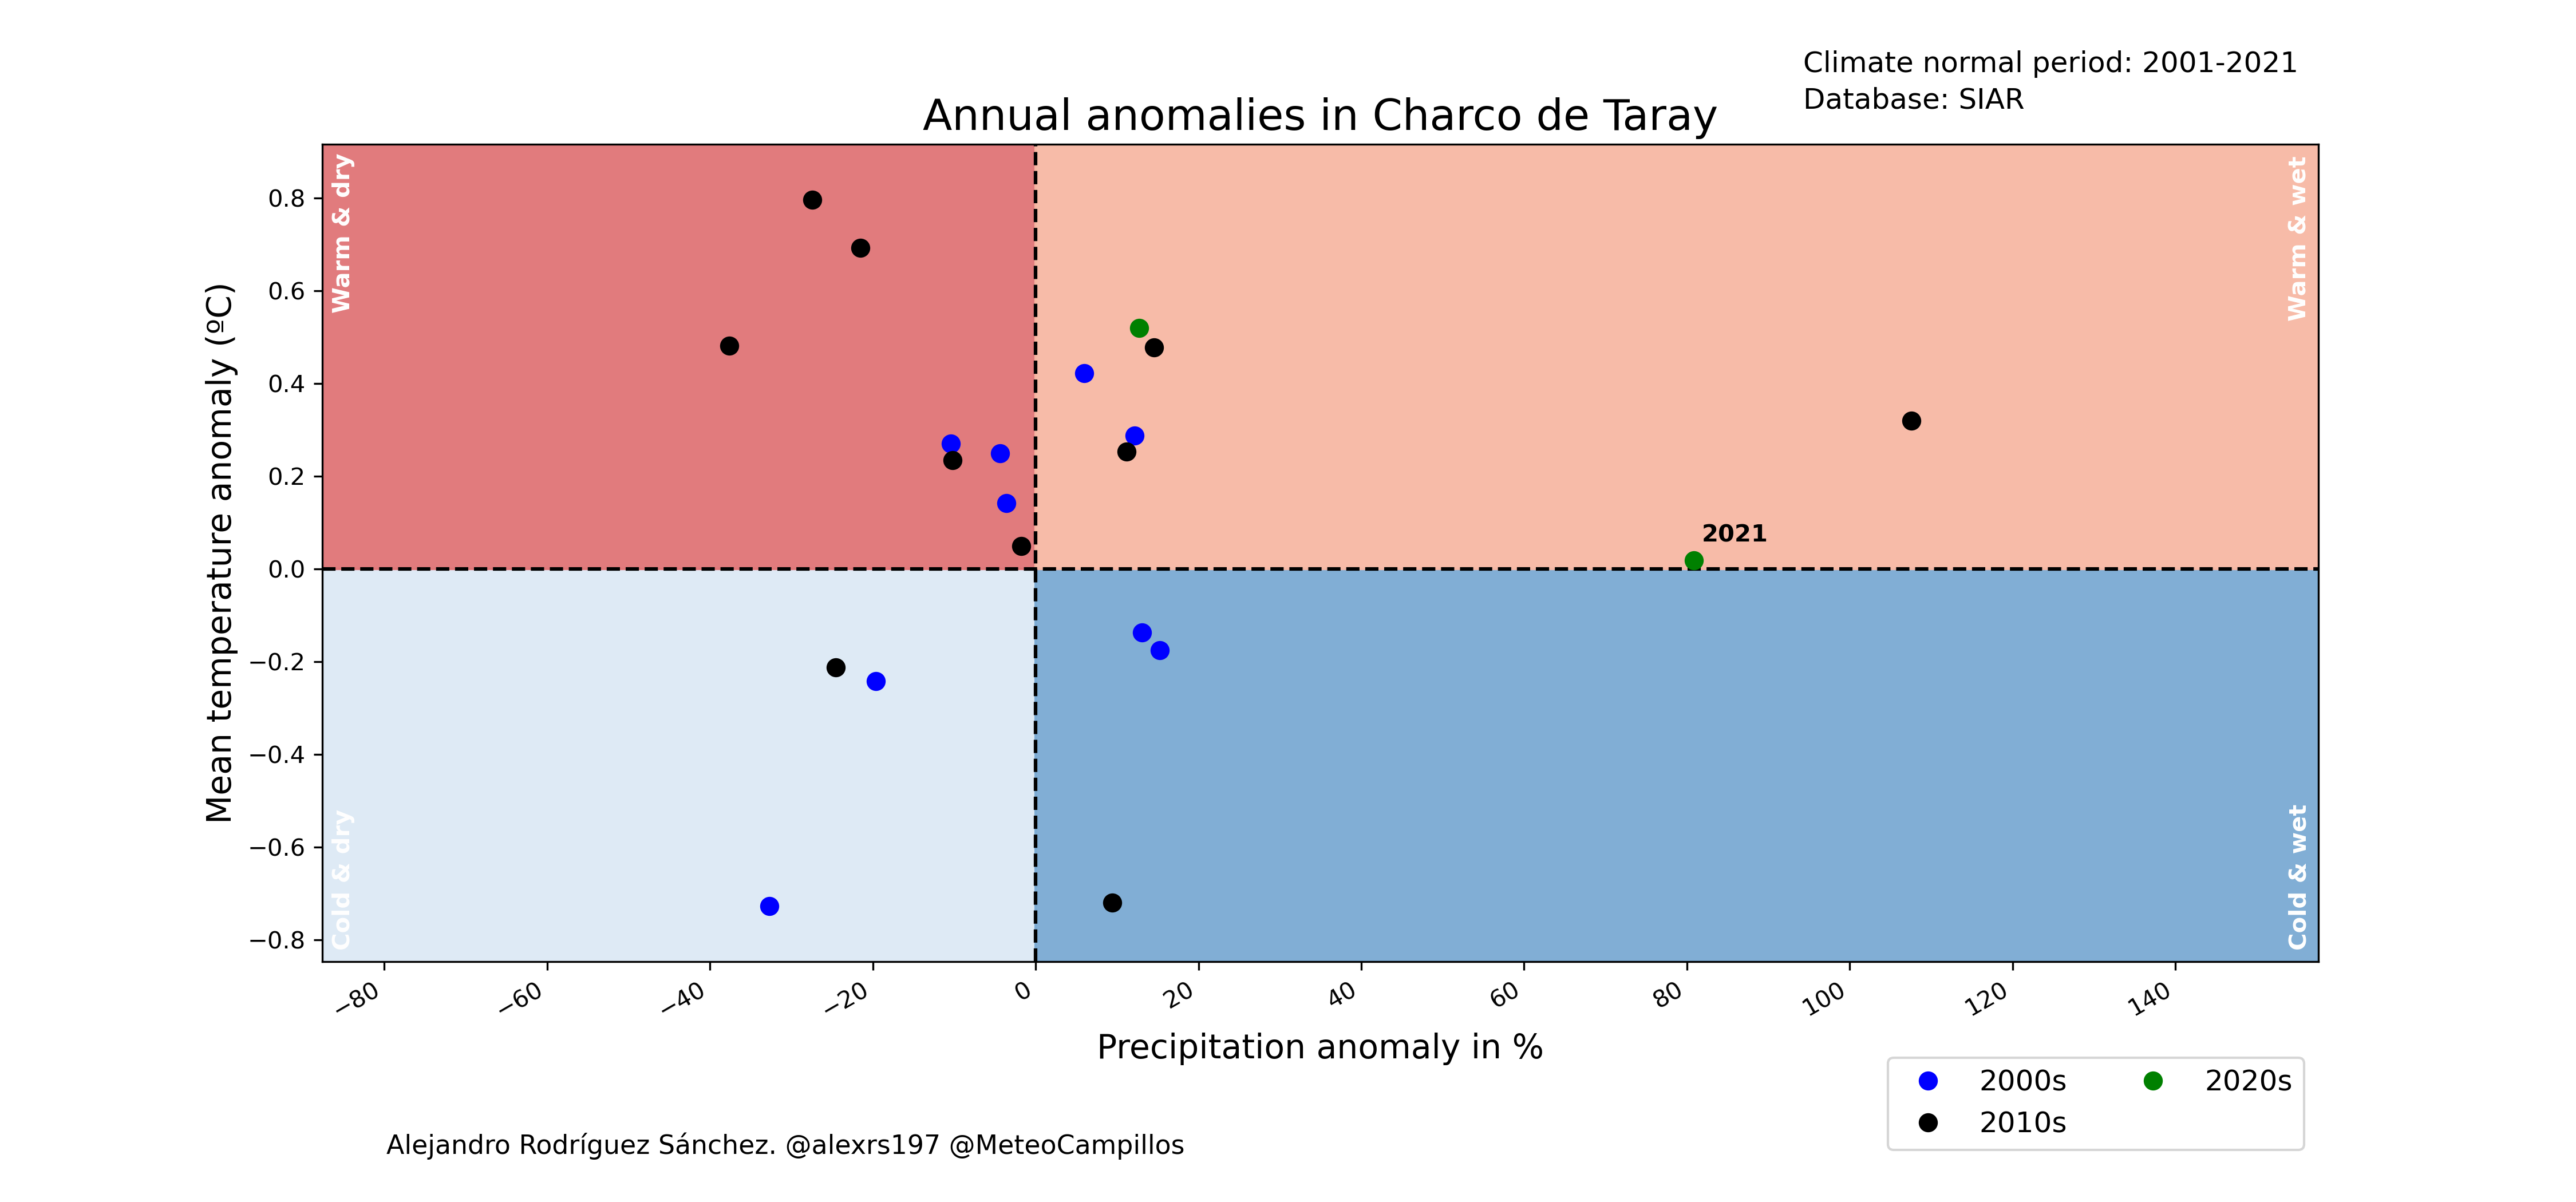 Climate normal period: 2001-2021
Database: SIAR
Annual anomalies in Charco de Taray
Warm & dry
Warm & wet
Cold & dry
Cold & wet
Mean temperature anomaly (ºC)
0.8
0.6
0.4
0.2
0.0
−0.2
−0.4
−0.6
−0.8
2021
−80 −60 −40 −20 0 20 40 60 80 100 120 140
Precipitation anomaly in %
2000s 2020s
2010s
Alejandro Rodríguez Sánchez. @alexrs197 @MeteoCampillos